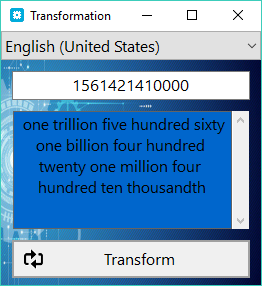 Transformation
English (United States)
1561421410000
one trillion five hundred sixty
one billion four hundred
twenty one million four
hundred ten thousandth
Transform